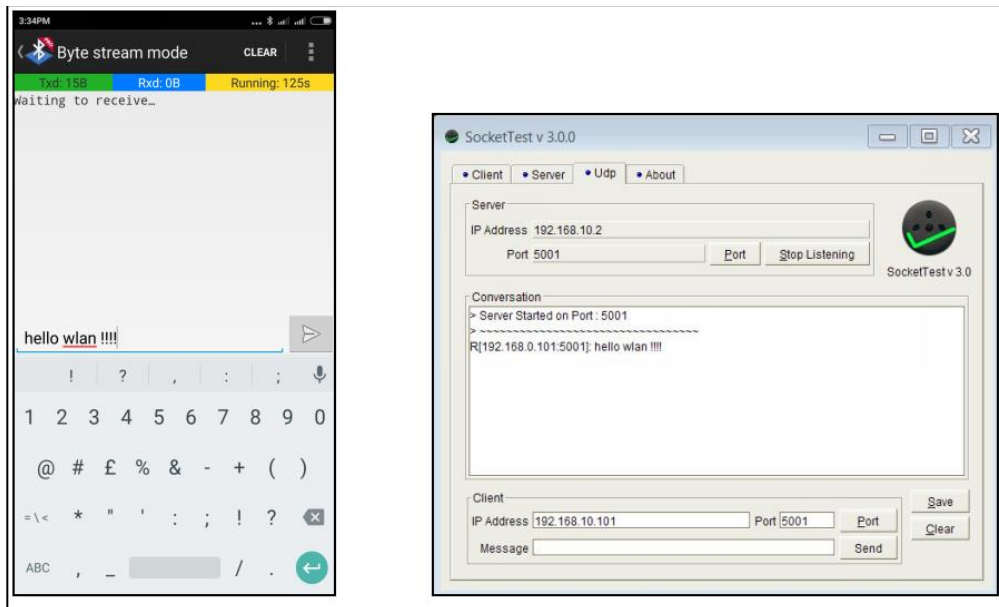 3:34PM
Byte stream mode CLEAR
Txd: 15B Rxd: 0B Running: 125s
Waiting to receive…
hello wlan !!!!
! ? , : ;
1 2 3 4 5 6 7 8 9 0
@ # £ % & - + ( )
= \ < * " ' : ; ! ?
ABC , _ / .
SocketTest v 3.0.0
• Client • Server • Udp • About
Server
IP Address 192.168.10.2
Port 5001 Port Stop Listening
SocketTest v 3.0
Conversation
> Server Started on Port : 5001
> ~~~~~~~~~~~~~~~~~~~~~~~~~~~~~~~~~~
R[192.168.0.101:5001]: hello wlan !!!!
Client
IP Address 192.168.10.101 Port 5001 Port
Message Send
Save
Clear